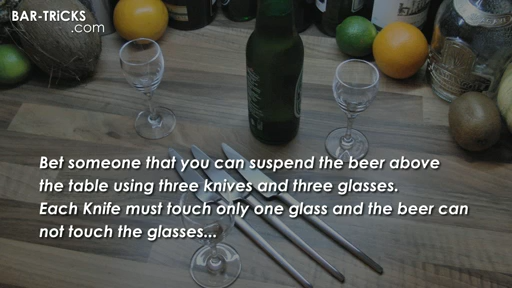 BAR-TRiCKS
.com
Bet someone that you can suspend the beer above
the table using three knives and three glasses.
Each Knife must touch only one glass and the beer can
not touch the glasses...